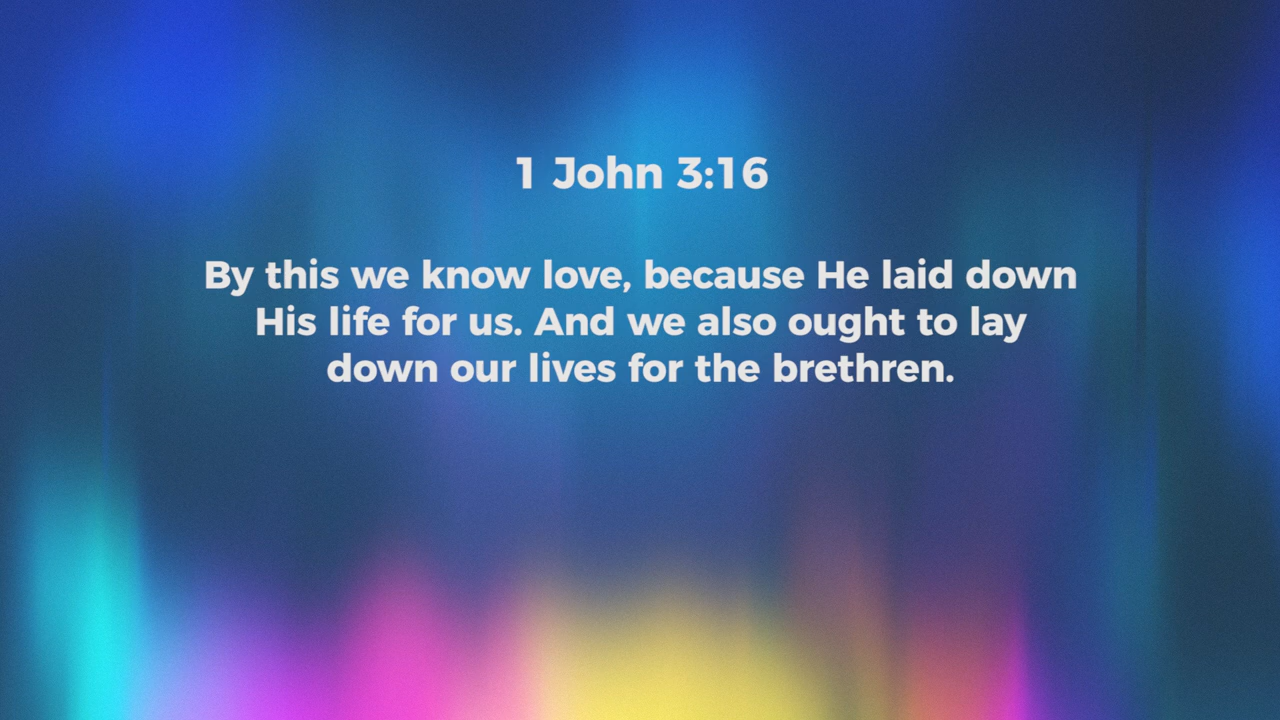 1 John 3:16
By this we know love, because He laid down
His life for us. And we also ought to lay
down our lives for the brethren.